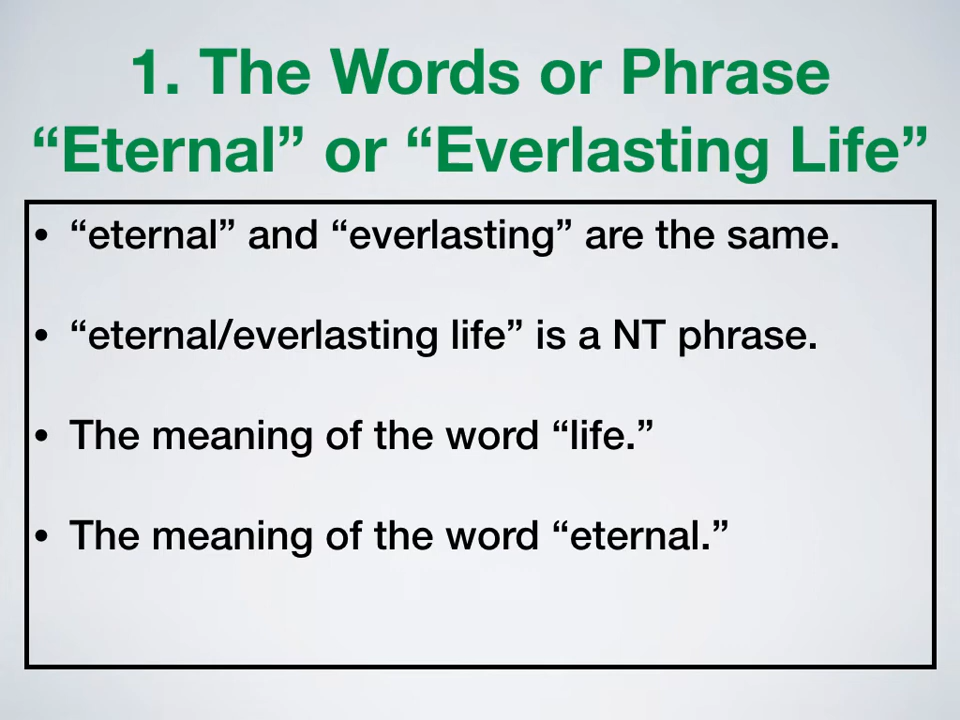 1. The Words or Phrase
“Eternal” or “Everlasting Life”
• “eternal” and “everlasting” are the same.
• “eternal/everlasting life” is a NT phrase.
• The meaning of the word “life.”
• The meaning of the word “eternal.”